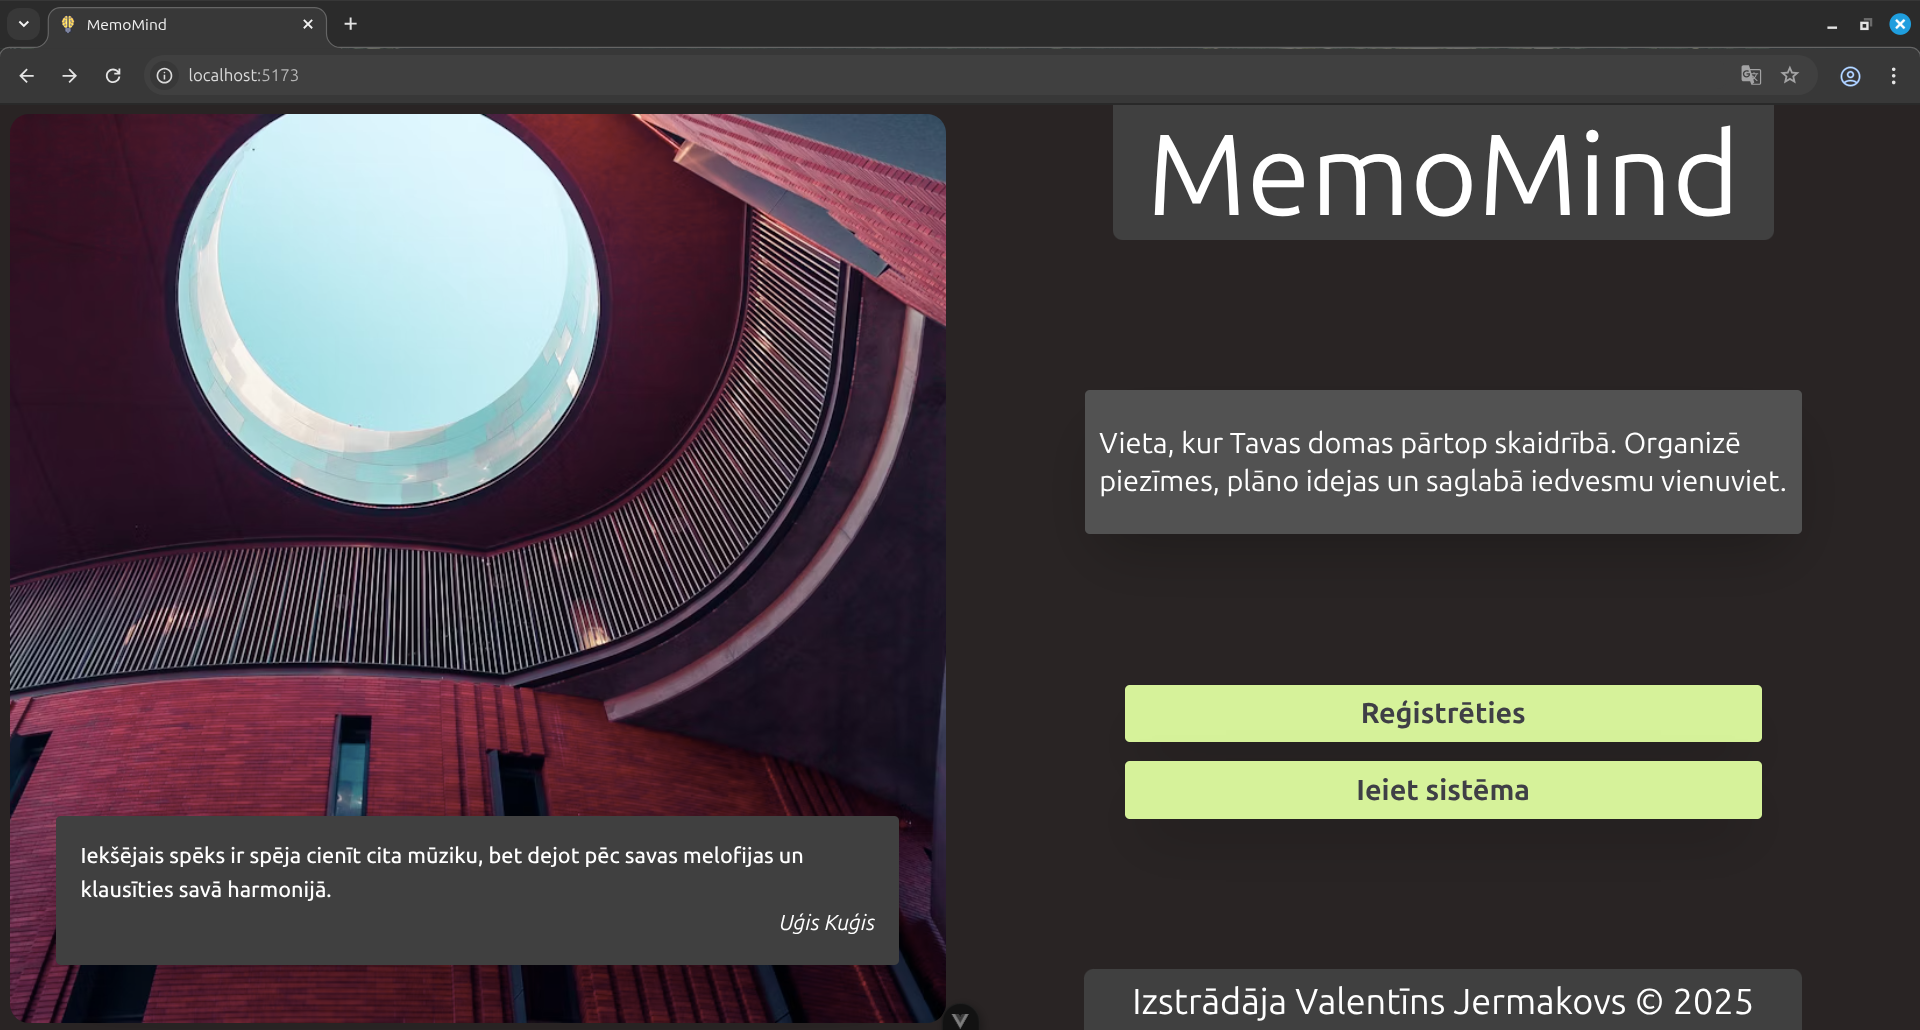 MemoMind
localhost:5173
MemoMind
Vieta, kur Tavas domas pārtop skaidrībā. Organizē
piezīmes, plāno idejas un saglabā iedvesmu vienuviet.
Reģistrēties
Ieiet sistēma
Iekšējais spēks ir spēja cienīt cita mūziku, bet dejot pēc savas melofijas un
klausīties savā harmonijā.
Uģis Kuģis
Izstrādāja Valentīns Jermakovs © 2025